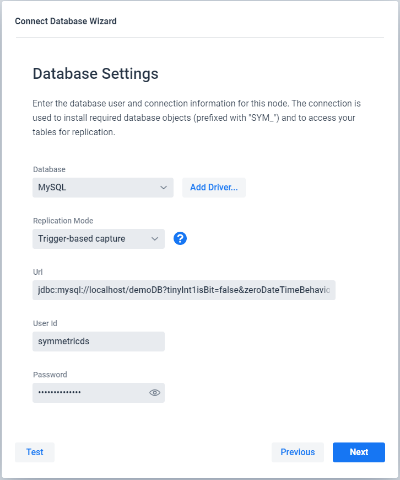 Connect Database Wizard
Database Settings
Enter the database user and connection information for this node. The connection is
used to install required database objects (prefixed with "SYM_") and to access your
tables for replication.
Database
MySQL
Add Driver...
Replication Mode
Trigger-based capture
?
Url
jdbc:mysql://localhost/demoDB?tinyInt1isBit=false&zeroDateTimeBehavic
User Id
symmetricds
Password
••••••••••••••
Test
Previous
Next